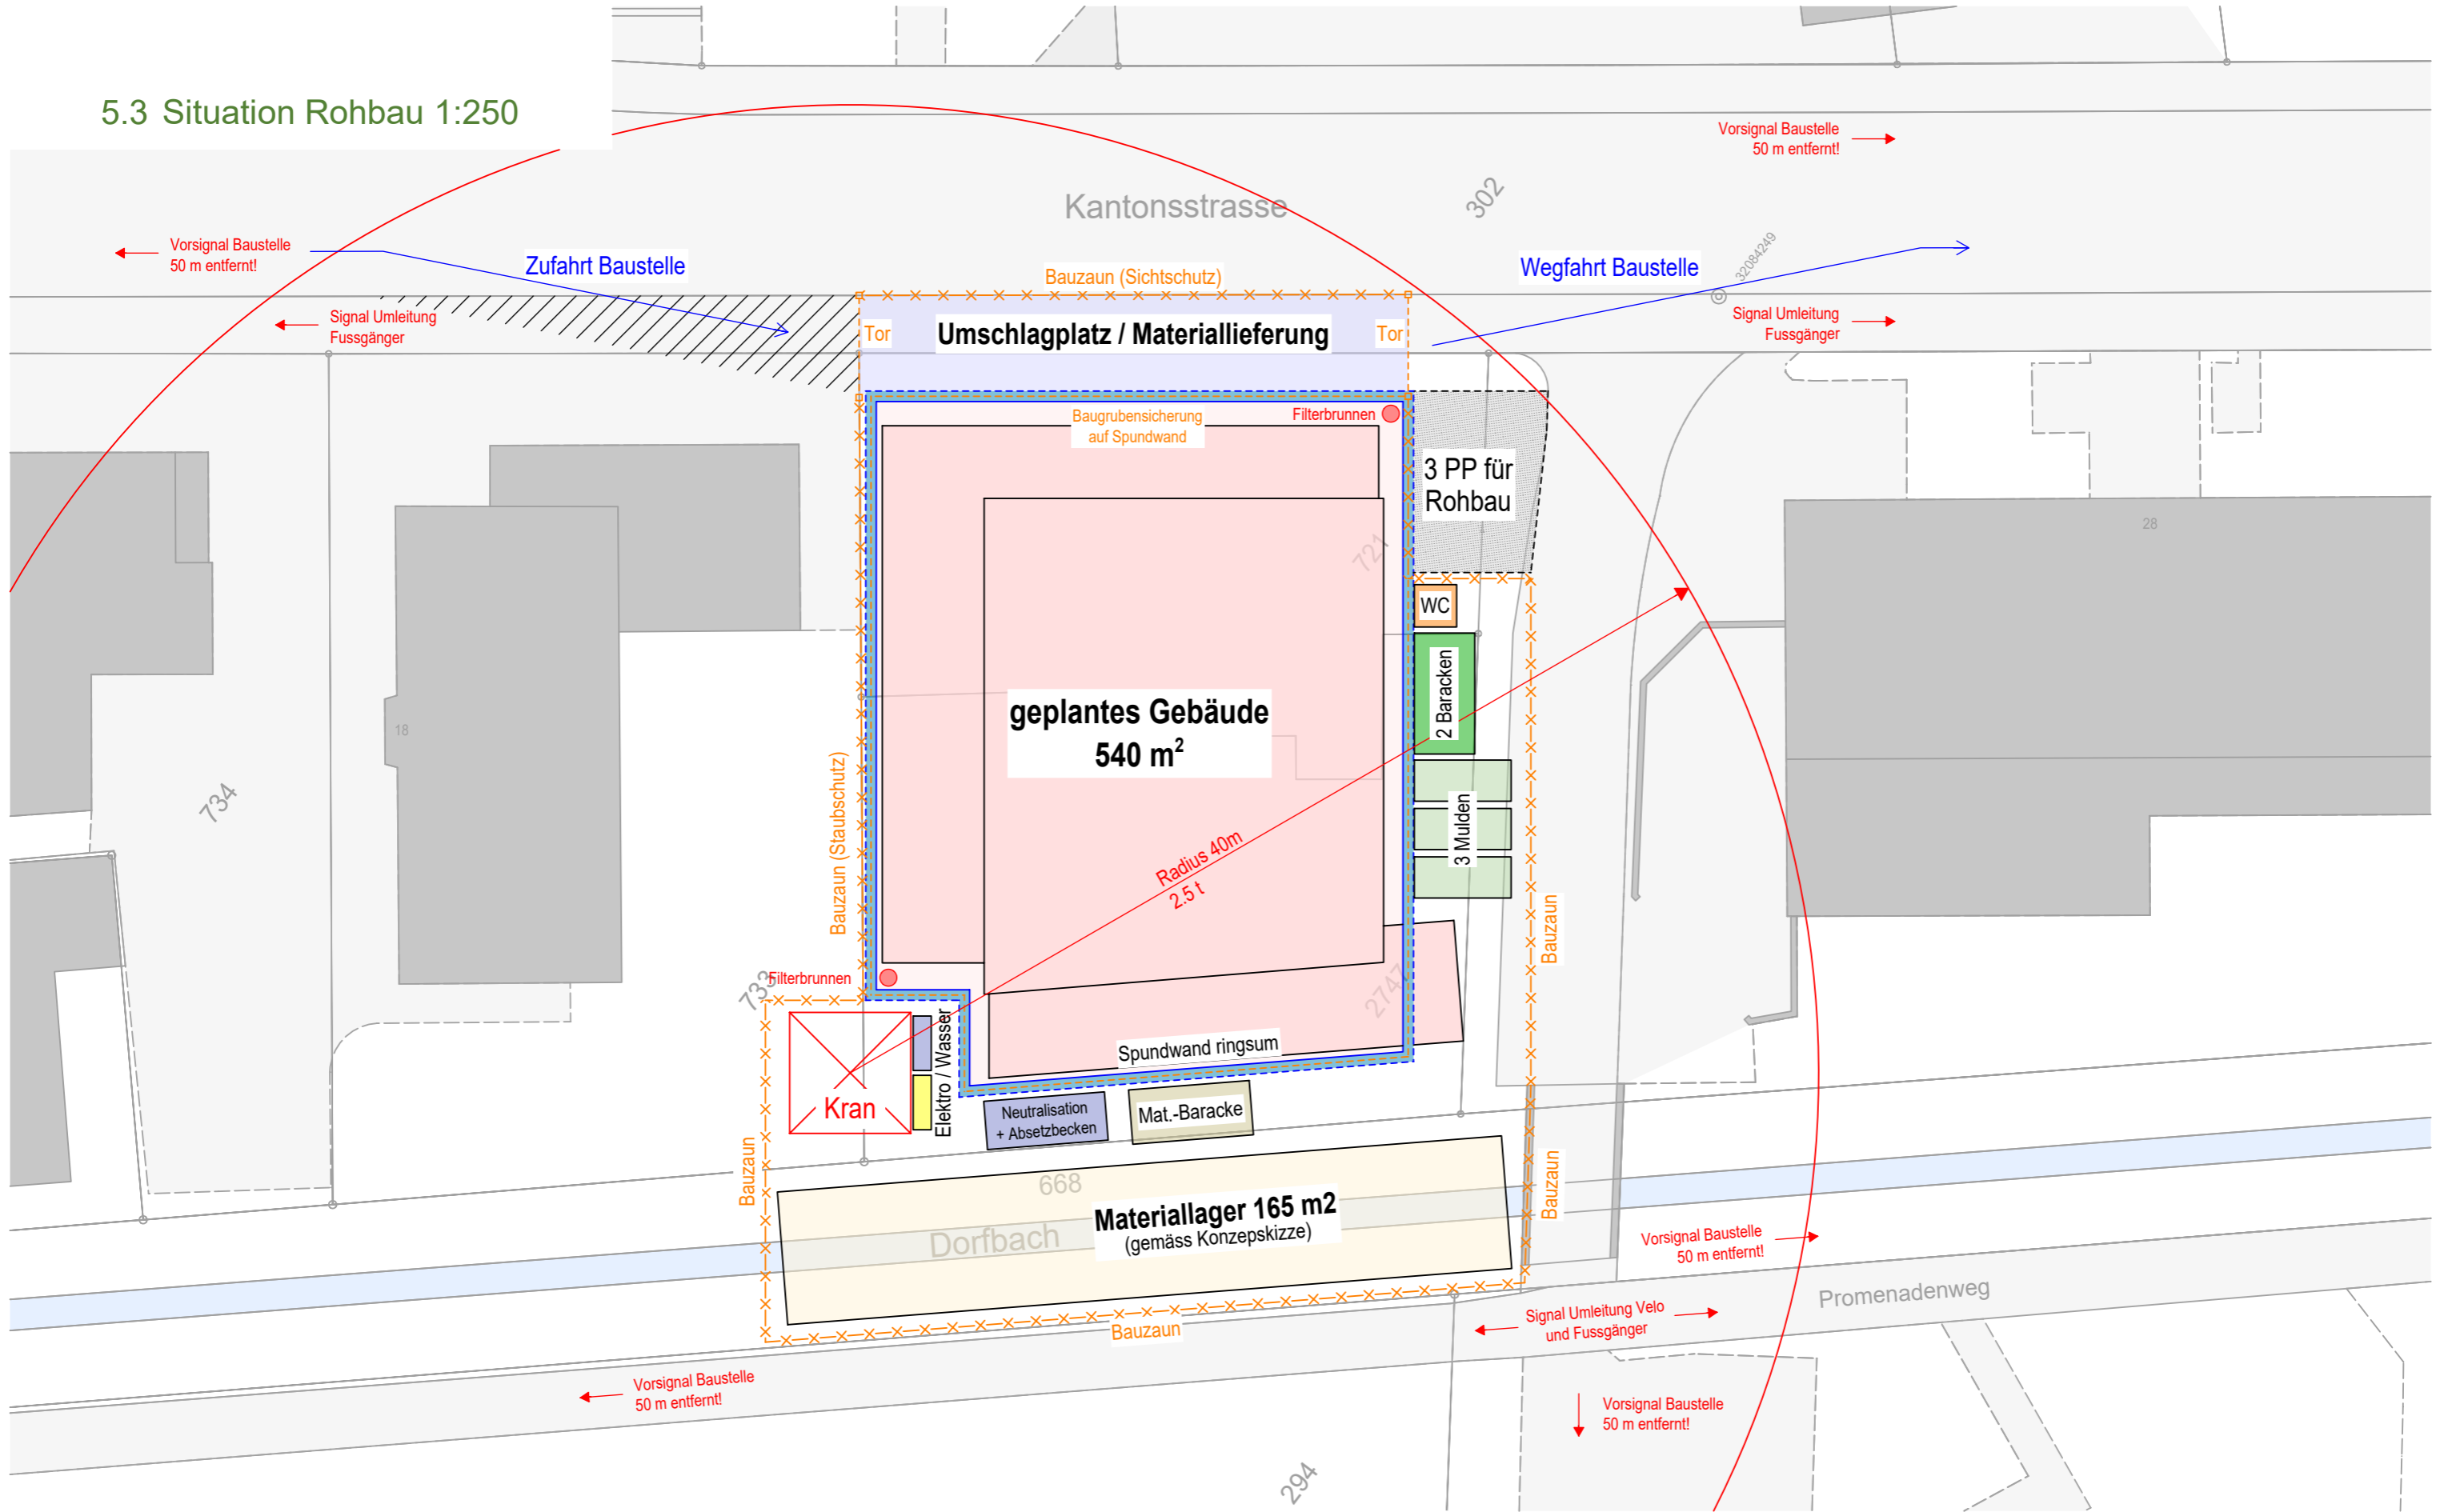 5.3 Situation Rohbau 1:250
Vorsignal Baustelle
50 m entfernt!
Kantonsstrasse
302
Vorsignal Baustelle
50 m entfernt!
Zufahrt Baustelle
Bauzaun (Sichtschutz)
Wegfahrt Baustelle
32084249
Signal Umleitung
Fussgänger
Tor
Umschlagplatz / Materiallieferung
Tor
Signal Umleitung
Fussgänger
Baugrubensicherung
auf Spundwand
Filterbrunnen
3 PP für
Rohbau
28
721
WC
2 Baracken
geplantes Gebäude
540 m²
18
734
Bauzaun (Staubschutz)
3 Mulden
Radius 40m
2.5 t
Bauzaun
733
Filterbrunnen
2747
Elektro / Wasser
Spundwand ringsum
Kran
Neutralisation
+ Absetzbecken
Mat.-Baracke
Bauzaun
668
Materiallager 165 m2
(gemäss Konzepskizze)
Dorfbach
Bauzaun
Vorsignal Baustelle
50 m entfernt!
Promenadenweg
Signal Umleitung Velo
und Fussgänger
Bauzaun
Vorsignal Baustelle
50 m entfernt!
Vorsignal Baustelle
50 m entfernt!
294